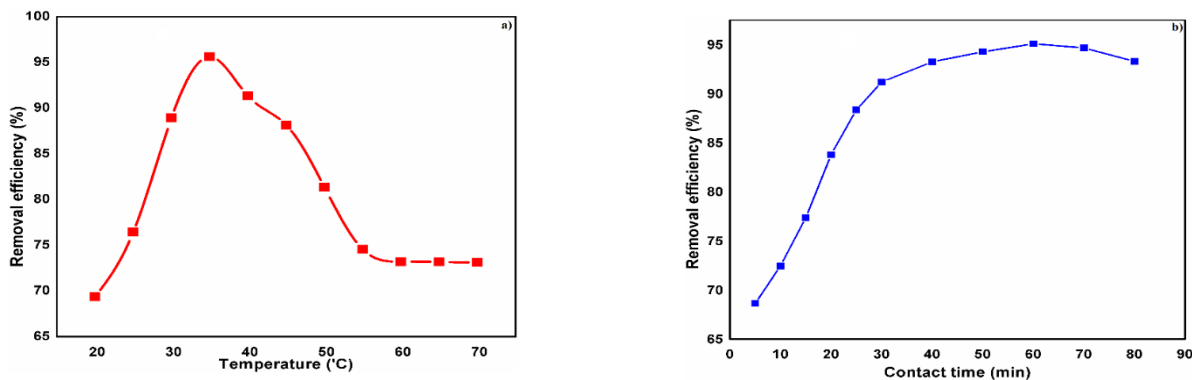 a)
100
95
90
85
80
75
70
65
Removal efficiency (%)
20 30 40 50 60 70
Temperature ('C)
b)
95
90
85
80
75
70
65
Removal efficiency (%)
0 10 20 30 40 50 60 70 80 90
Contact time (min)